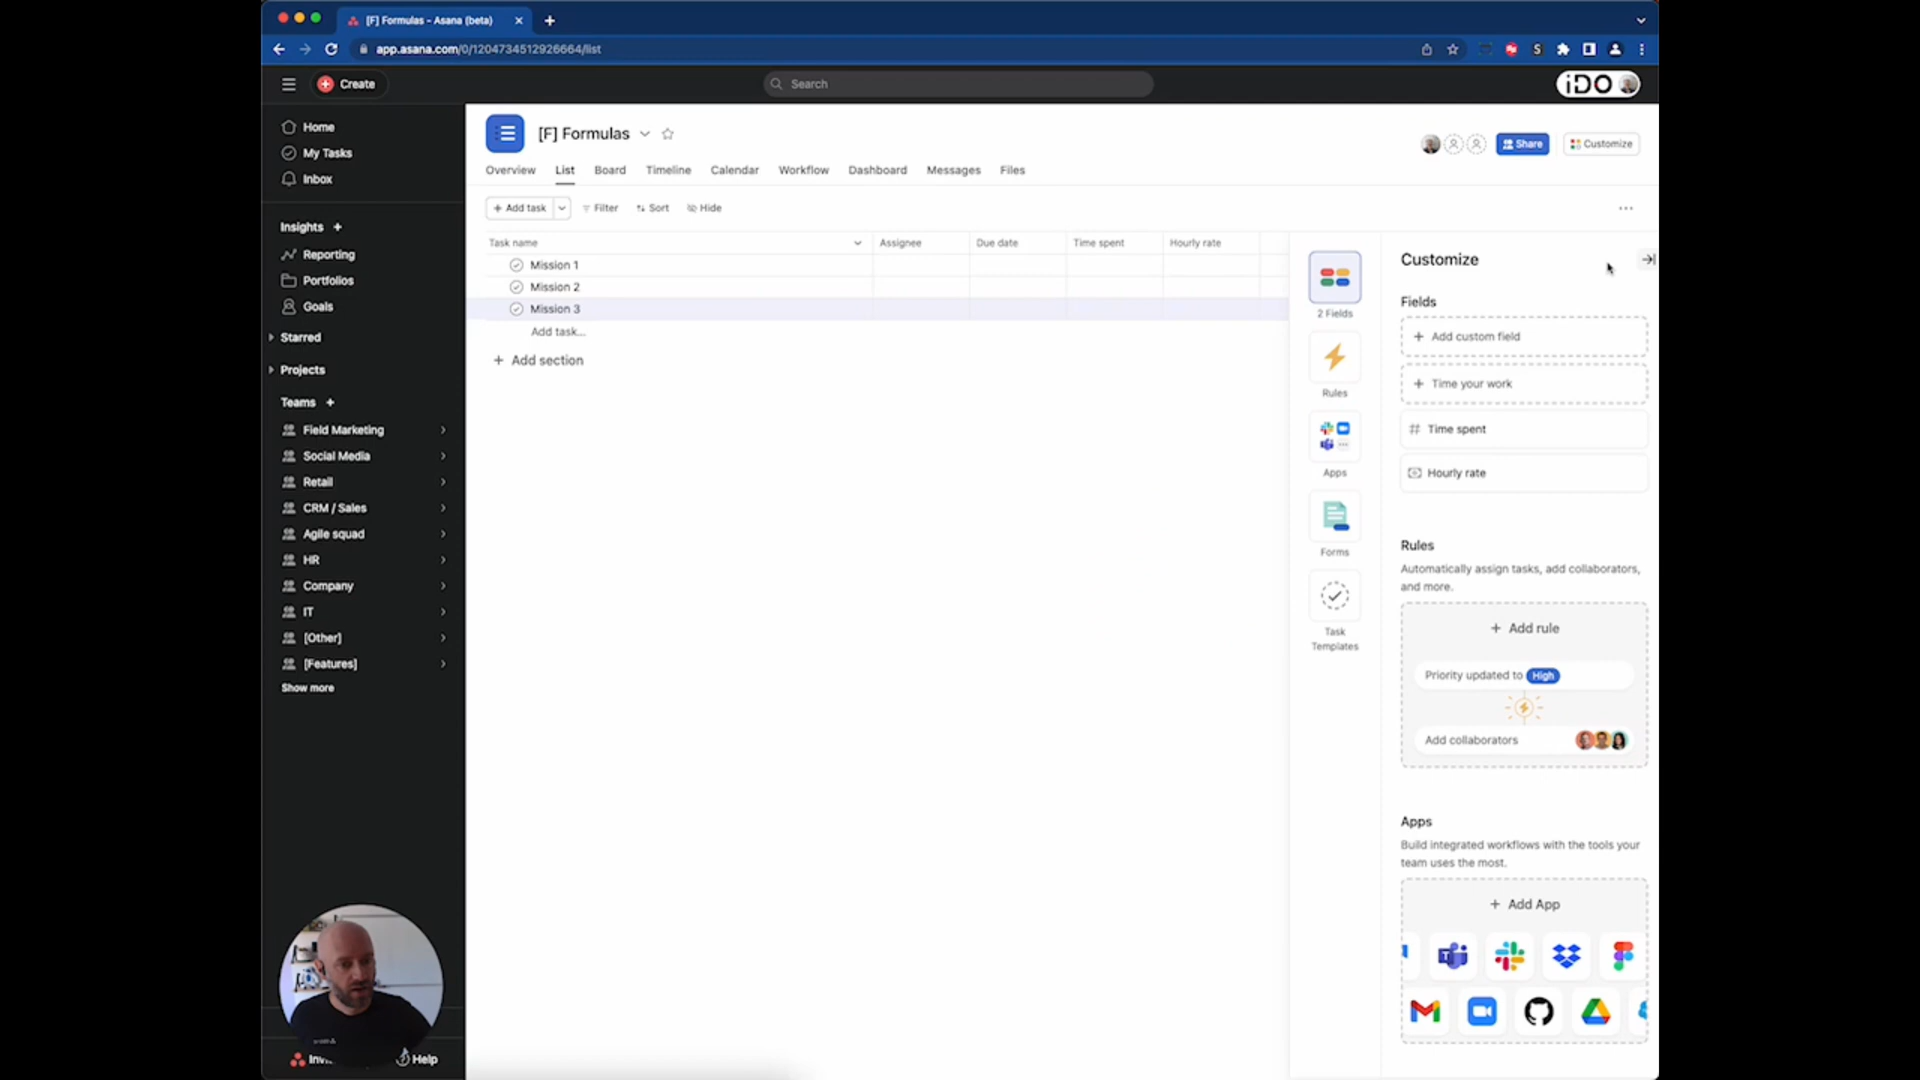 [F] Formulas - Asana (beta)
app.asana.com/0/1204734512926664/list
Create
Search
iDO
Home
My Tasks
Inbox
Insights +
Reporting
Portfolios
Goals
Starred
Projects
Teams +
Field Marketing
Social Media
Retail
CRM / Sales
Agile squad
HR
Company
IT
[Other]
[Features]
Show more
Help
[F] Formulas
Share
Customize
Overview List Board Timeline Calendar Workflow Dashboard Messages Files
+ Add task Filter Sort Hide
Task name Assignee Due date Time spent Hourly rate
Mission 1
Mission 2
Mission 3
Add task...
+ Add section
2 Fields
Rules
Apps
Forms
Task
Templates
Customize
Fields
+ Add custom field
+ Time your work
# Time spent
Hourly rate
Rules
Automatically assign tasks, add collaborators,
and more.
+ Add rule
Priority updated to High
Add collaborators
Apps
Build integrated workflows with the tools your
team uses the most.
+ Add App